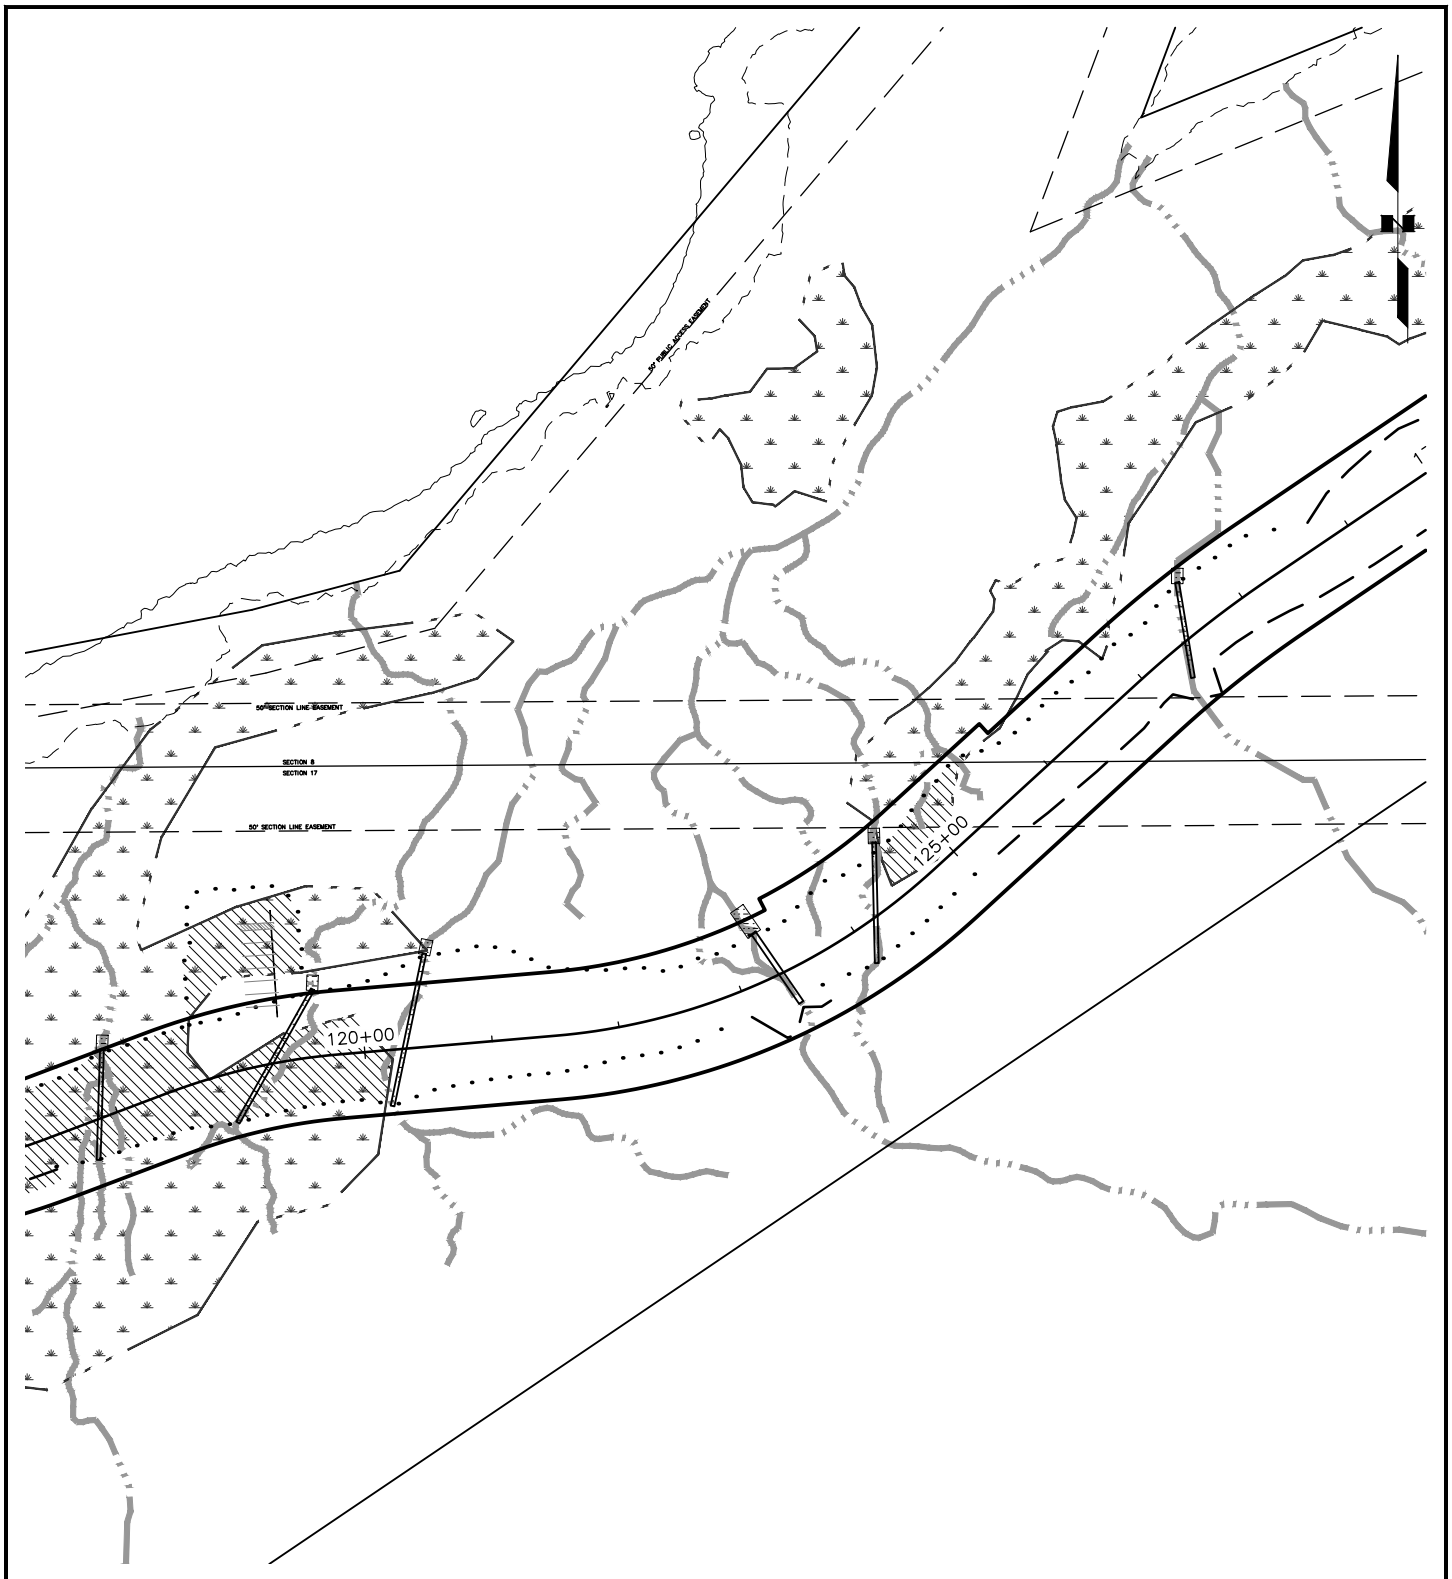 50' PUBLIC ACCESS EASEMENT
50' SECTION LINE EASEMENT
SECTION 8
SECTION 17
50' SECTION LINE EASEMENT
125+00
120+00